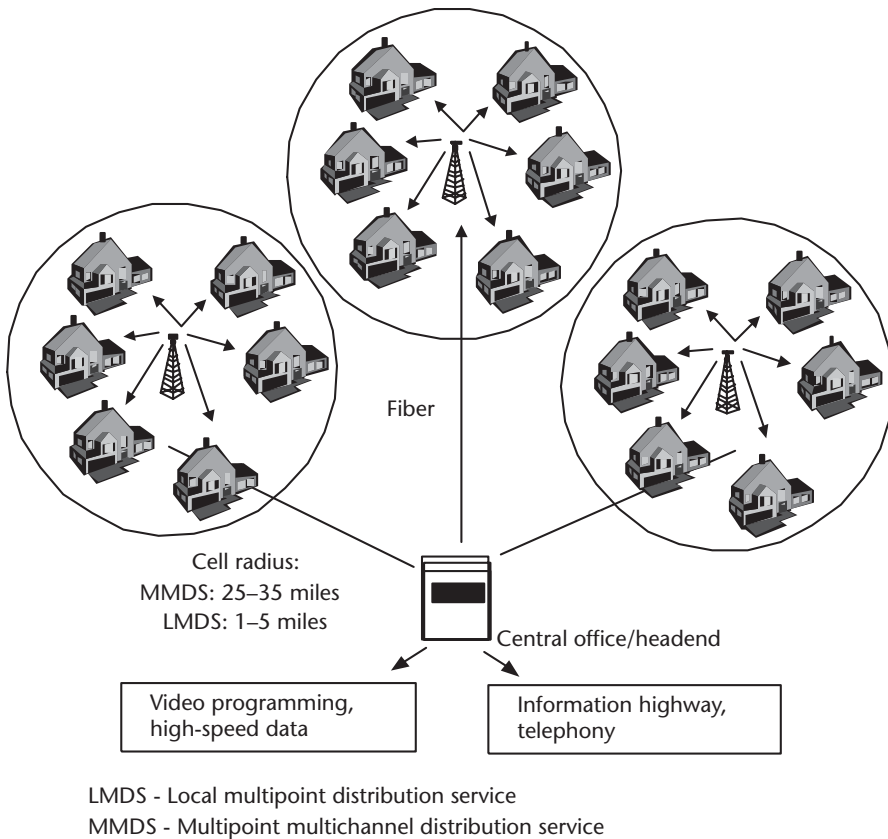 Fiber
Cell radius:
MMDS: 25–35 miles
LMDS: 1–5 miles
Central office/headend
Video programming,
high-speed data
Information highway,
telephony
LMDS - Local multipoint distribution service
MMDS - Multipoint multichannel distribution service